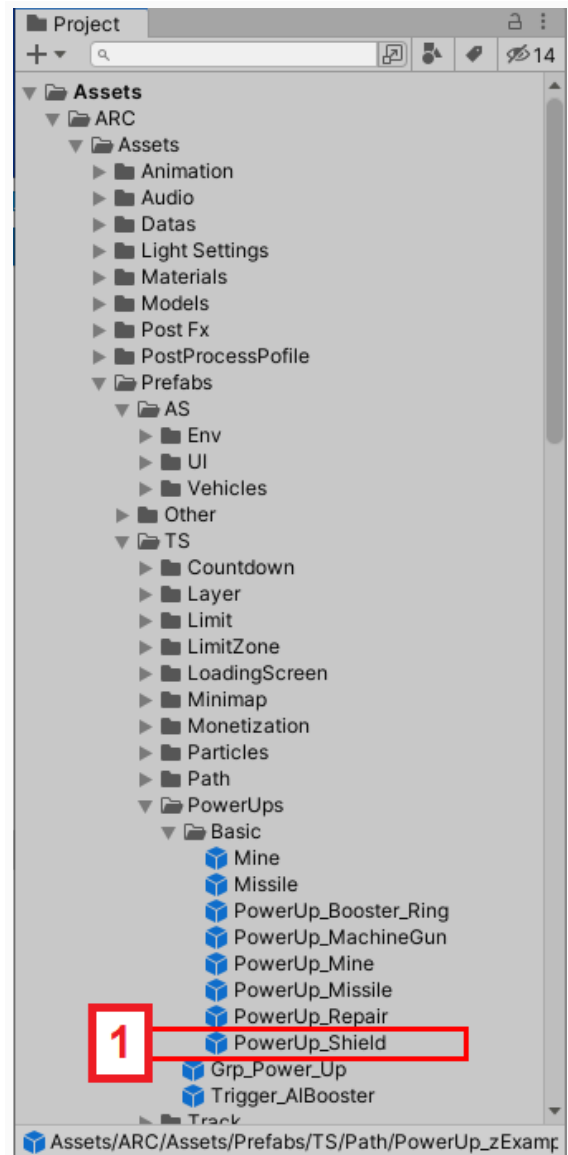 Project
14
Assets
ARC
Assets
Animation
Audio
Datas
Light Settings
Materials
Models
Post Fx
PostProcessPofile
Prefabs
AS
Env
UI
Vehicles
Other
TS
Countdown
Layer
Limit
LimitZone
LoadingScreen
Minimap
Monetization
Particles
Path
PowerUps
Basic
Mine
Missile
PowerUp_Booster_Ring
PowerUp_MachineGun
PowerUp_Mine
PowerUp_Missile
PowerUp_Repair
1 PowerUp_Shield
Grp_Power_Up
Trigger_AIBooster
Track
Assets/ARC/Assets/Prefabs/TS/Path/PowerUp_zExamp